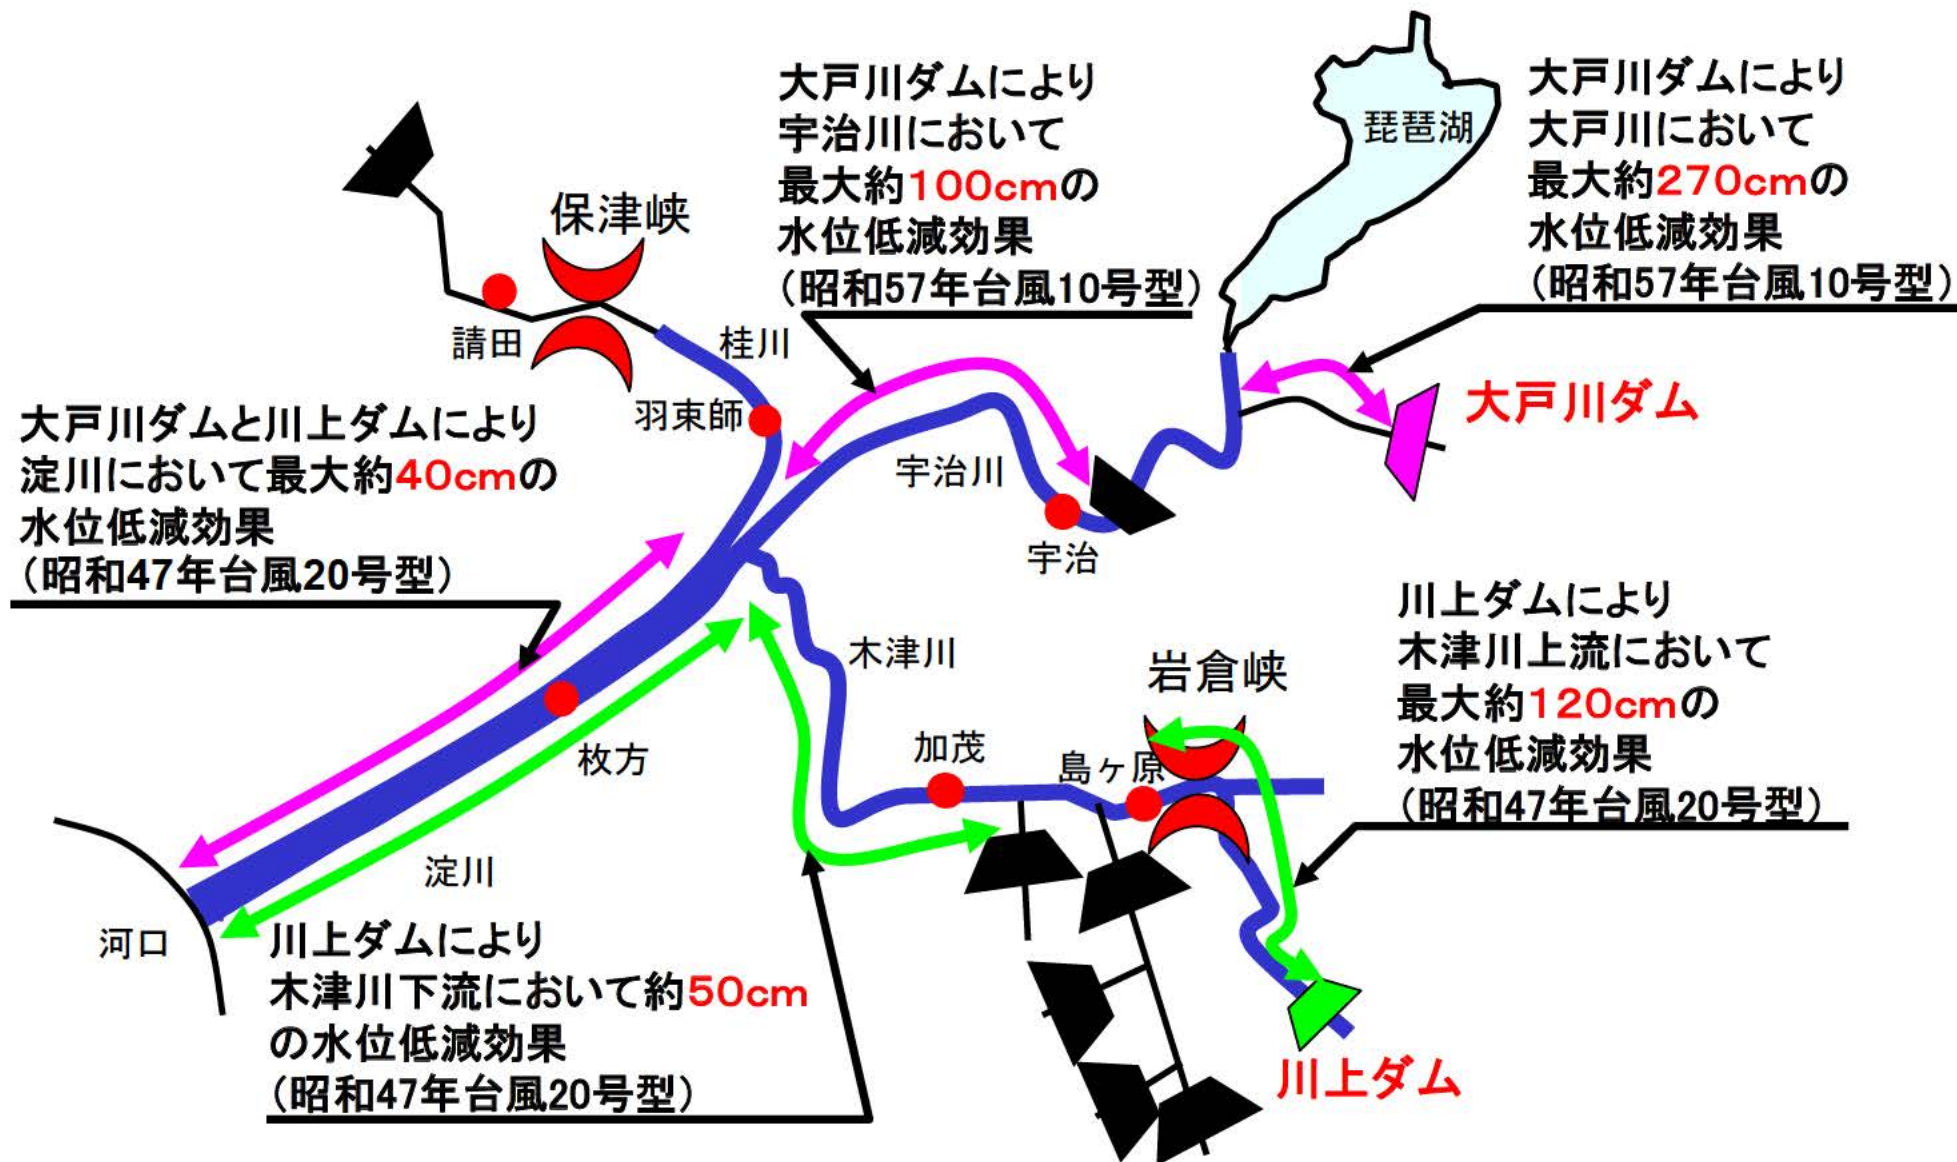 大戸川ダムにより
宇治川において
最大約100cmの
水位低減効果
（昭和57年台風10号型）
琵琶湖
大戸川ダムにより
大戸川において
最大約270cmの
水位低減効果
（昭和57年台風10号型）
保津峡
請田
桂川
羽束師
大戸川ダム
大戸川ダムと川上ダムにより
淀川において最大約40cmの
水位低減効果
（昭和47年台風20号型）
宇治川
宇治
木津川
岩倉峡
川上ダムにより
木津川上流において
最大約120cmの
水位低減効果
（昭和47年台風20号型）
枚方
加茂
島ヶ原
淀川
河口
川上ダムにより
木津川下流において約50cm
の水位低減効果
（昭和47年台風20号型）
川上ダム